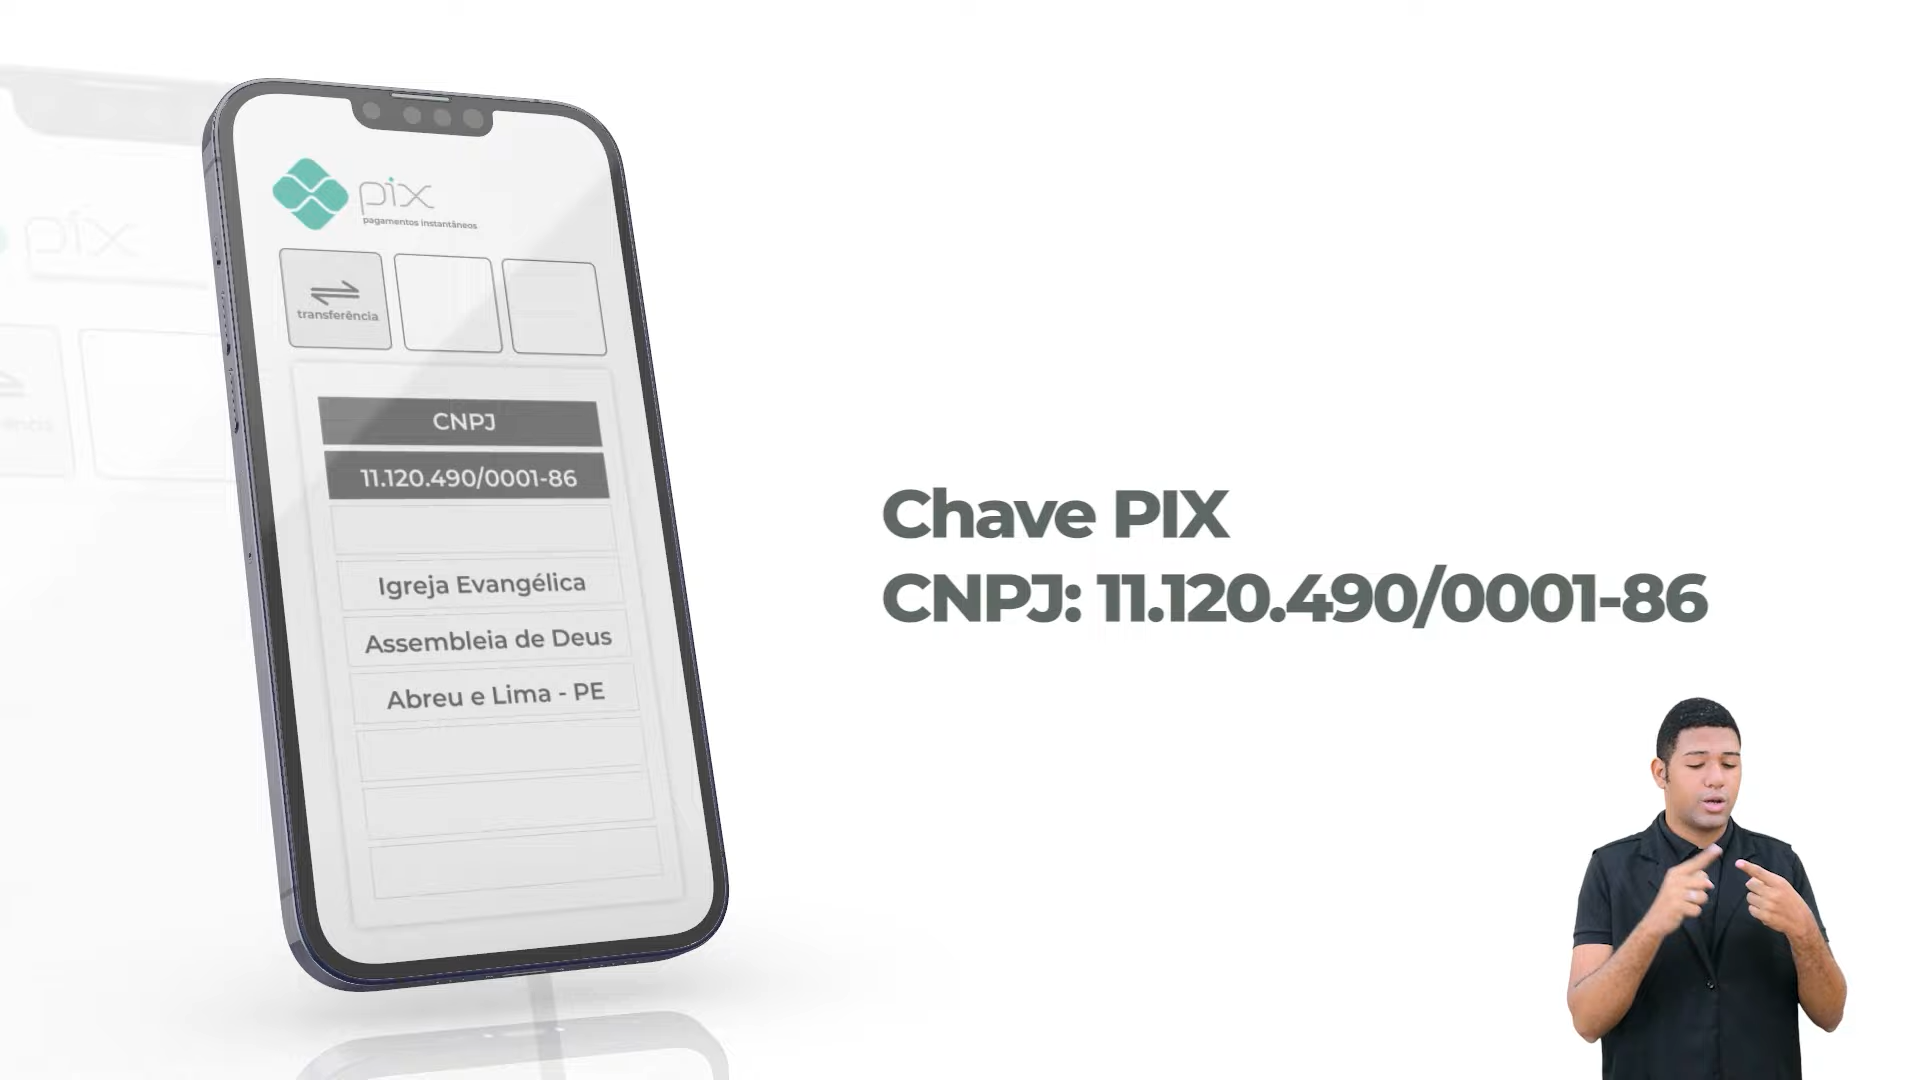 pix
pagamentos instantâneos
transferência
CNPJ
11.120.490/0001-86
Igreja Evangélica
Assembleia de Deus
Abreu e Lima - PE
Chave PIX
CNPJ: 11.120.490/0001-86
pix